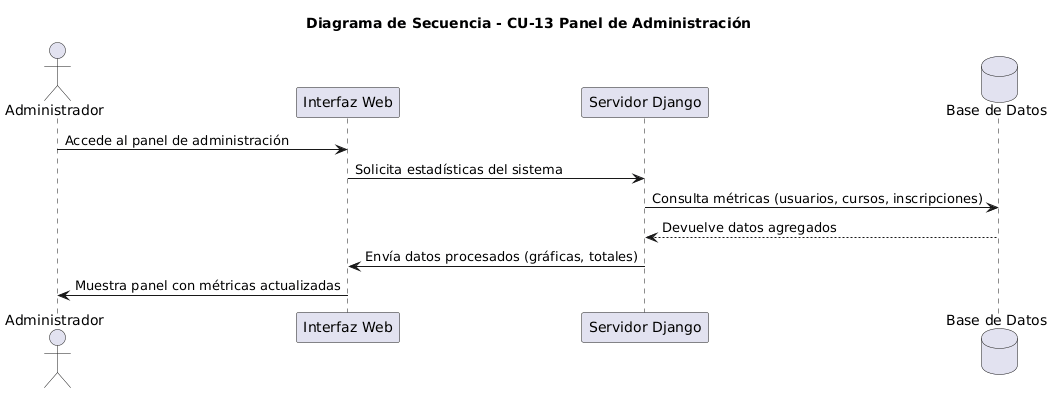 Diagrama de Secuencia - CU-13 Panel de Administración
Administrador
Interfaz Web
Servidor Django
Base de Datos
Accede al panel de administración
Solicita estadísticas del sistema
Consulta métricas (usuarios, cursos, inscripciones)
Devuelve datos agregados
Envía datos procesados (gráficas, totales)
Muestra panel con métricas actualizadas
Administrador
Interfaz Web
Servidor Django
Base de Datos